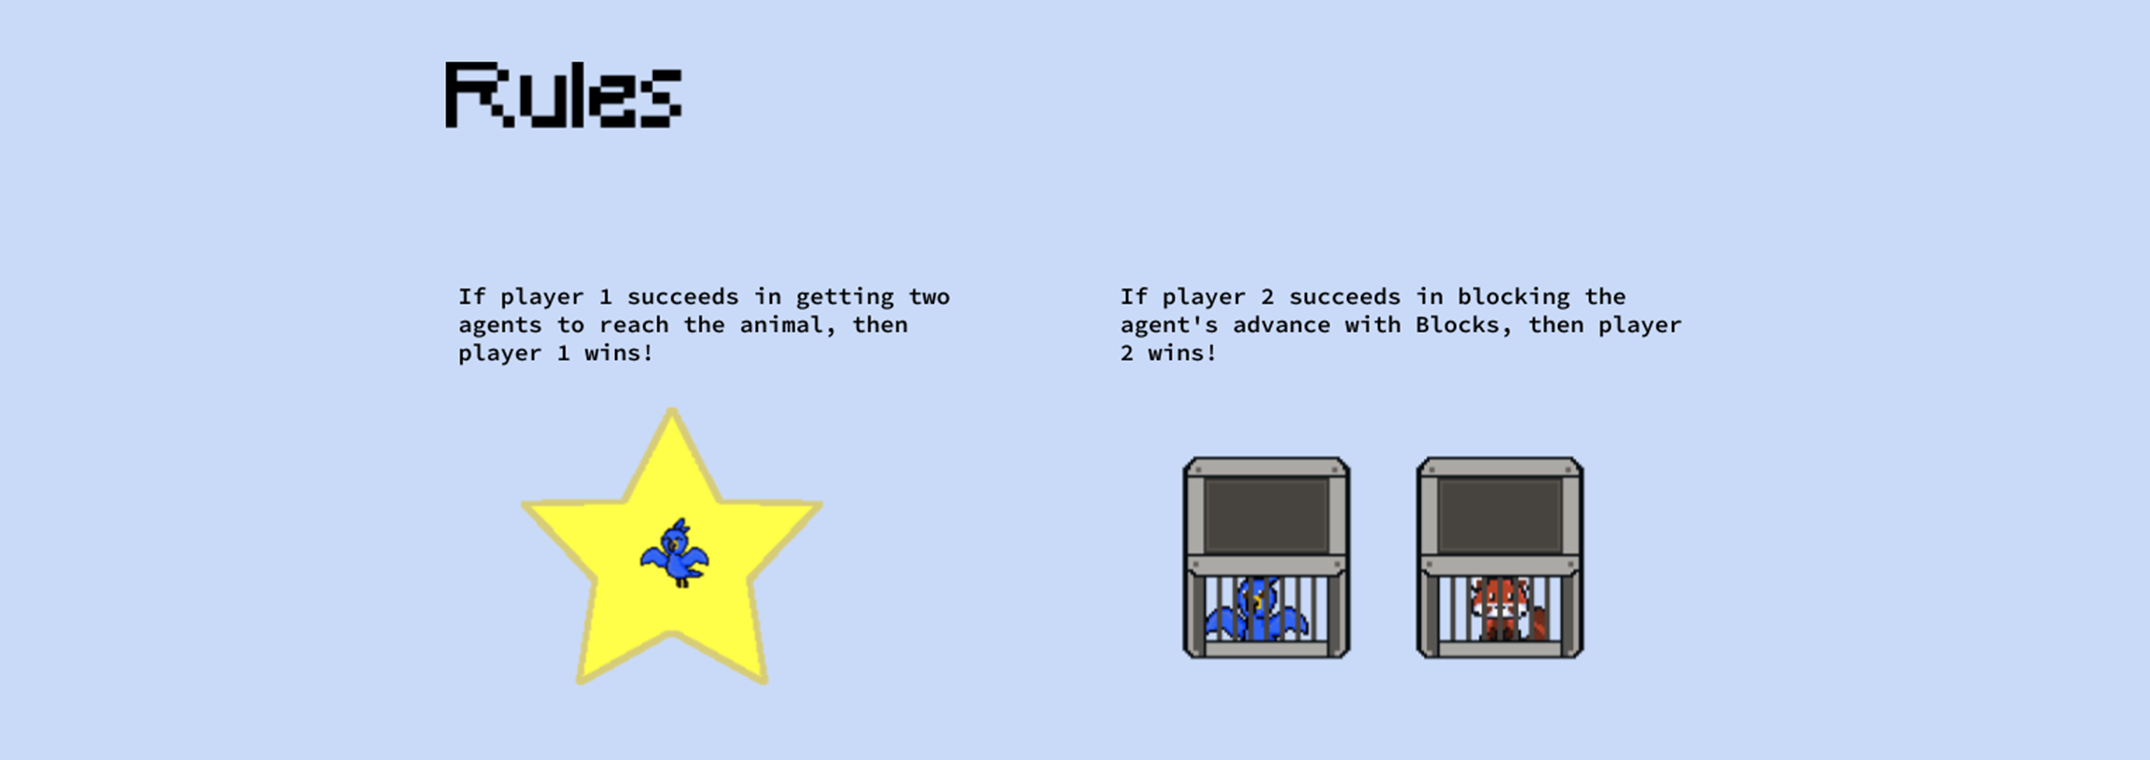 Rules
If player 1 succeeds in getting two
agents to reach the animal, then
player 1 wins!
If player 2 succeeds in blocking the
agent's advance with Blocks, then player
2 wins!